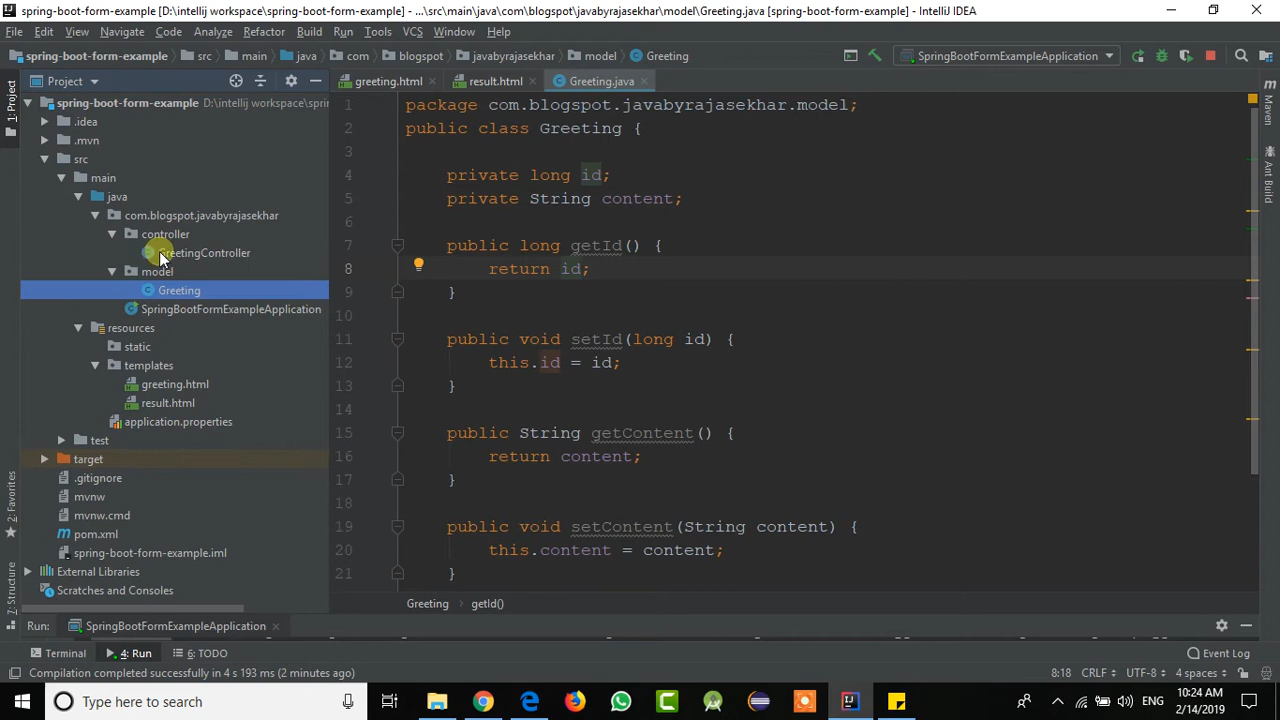 spring-boot-form-example [D:\intellij workspace\spring-boot-form-example] - ...\src\main\java\com\blogspot\javabyrajasekhar\model\Greeting.java [spring-boot-form-example] - IntelliJ IDEA
File Edit View Navigate Code Analyze Refactor Build Run Tools VCS Window Help
spring-boot-form-example src main java com blogspot javabyrajasekhar model Greeting SpringBootFormExampleApplication
Project greeting.html result.html Greeting.java
1: Project
2: Favorites
7: Structure
Maven
Ant Build
spring-boot-form-example D:\intellij workspace\sprin
.idea
.mvn
src
main
java
com.blogspot.javabyrajasekhar
controller
GreetingController
model
Greeting
SpringBootFormExampleApplication
resources
static
templates
greeting.html
result.html
application.properties
test
target
.gitignore
mvnw
mvnw.cmd
pom.xml
spring-boot-form-example.iml
External Libraries
Scratches and Consoles
1 package com.blogspot.javabyrajasekhar.model;
2 public class Greeting {
3
4 private long id;
5 private String content;
6
7 public long getId() {
8 return id;
9 }
10
11 public void setId(long id) {
12 this.id = id;
13 }
14
15 public String getContent() {
16 return content;
17 }
18
19 public void setContent(String content) {
20 this.content = content;
21 }
Greeting getId()
Run: SpringBootFormExampleApplication
Terminal 4: Run 6: TODO Event Log
Compilation completed successfully in 4 s 193 ms (2 minutes ago) 8:18 CRLF UTF-8 4 spaces
Type here to search ENG 10:24 AM
2/14/2019